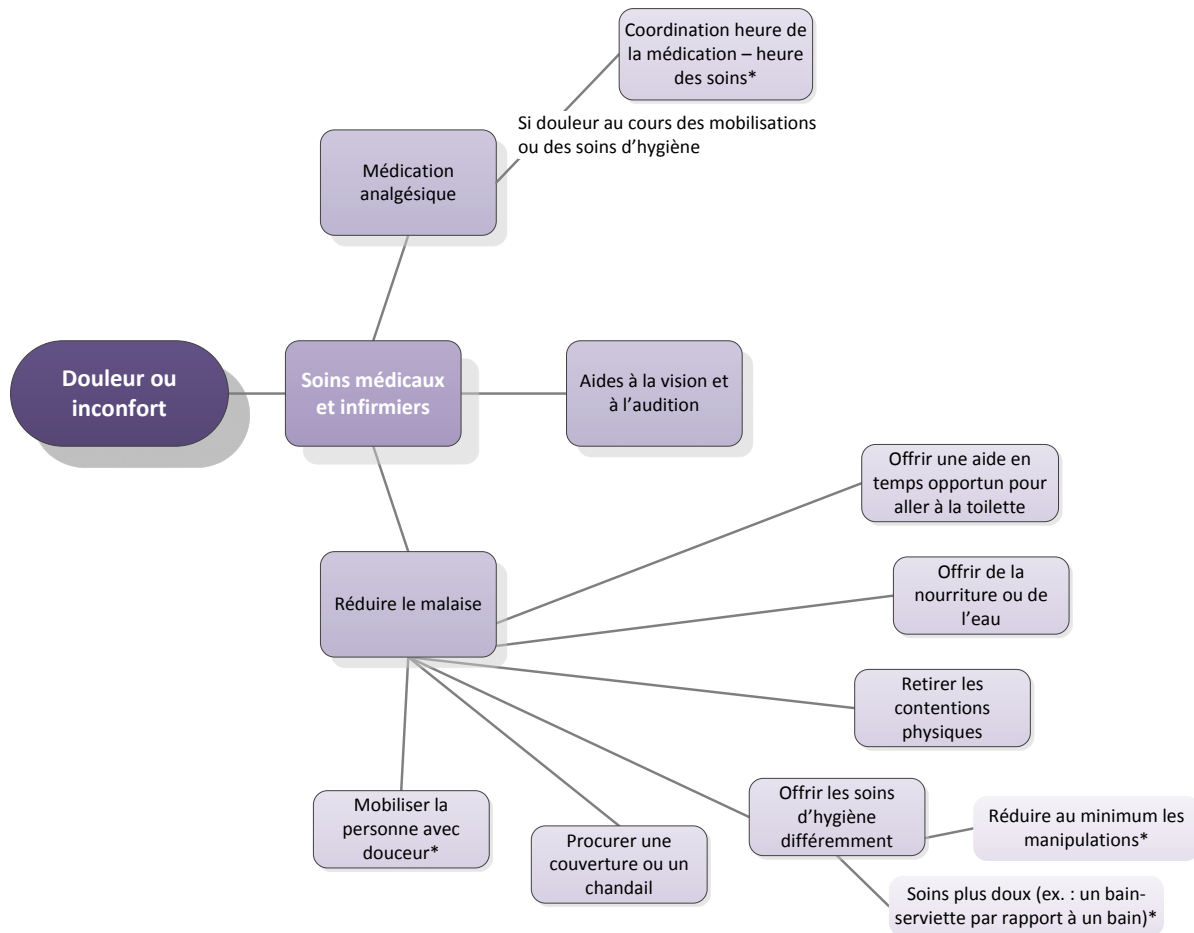 Coordination heure de
la médication – heure
des soins*
Si douleur au cours des mobilisations
ou des soins d’hygiène
Médication
analgésique
Douleur ou
inconfort
Soins médicaux
et infirmiers
Aides à la vision et
à l’audition
Offrir une aide en
temps opportun pour
aller à la toilette
Offrir de la
nourriture ou de
l’eau
Réduire le malaise
Retirer les
contentions
physiques
Mobiliser la
personne avec
douceur*
Procurer une
couverture ou un
chandail
Offrir les soins
d’hygiène
différemment
Réduire au minimum les
manipulations*
Soins plus doux (ex. : un bain-
serviette par rapport à un bain)*